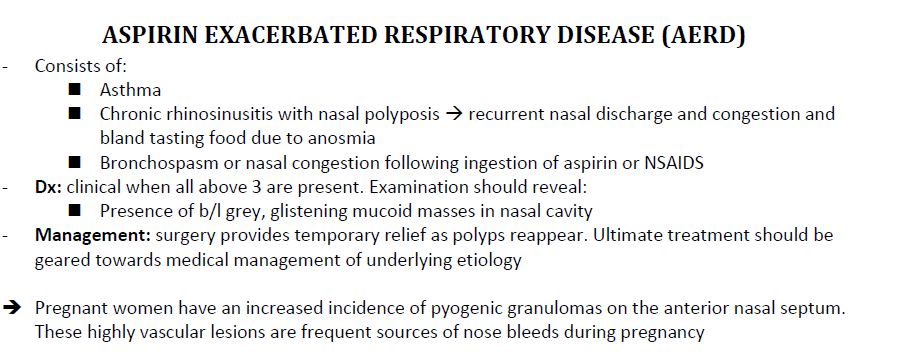 ASPIRIN EXACERBATED RESPIRATORY DISEASE (AERD)
- Consists of:
■ Asthma
■ Chronic rhinosinusitis with nasal polyposis → recurrent nasal discharge and congestion and
bland tasting food due to anosmia
■ Bronchospasm or nasal congestion following ingestion of aspirin or NSAIDS
- Dx: clinical when all above 3 are present. Examination should reveal:
■ Presence of b/l grey, glistening mucoid masses in nasal cavity
- Management: surgery provides temporary relief as polyps reappear. Ultimate treatment should be
geared towards medical management of underlying etiology
➔ Pregnant women have an increased incidence of pyogenic granulomas on the anterior nasal septum.
These highly vascular lesions are frequent sources of nose bleeds during pregnancy